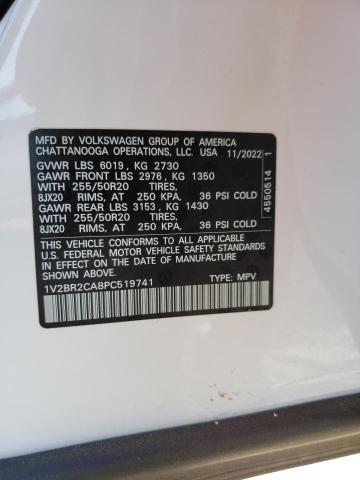 MFD BY VOLKSWAGEN GROUP OF AMERICA
CHATTANOOGA OPERATIONS, LLC. USA 11/2022
GVWR LBS 6019, KG 2730
GAWR FRONT LBS 2976, KG 1350
WITH 255/50R20 TIRES,
8JX20 RIMS, AT 250 KPA, 36 PSI COLD
GAWR REAR LBS 3153, KG 1430
WITH 255/50R20 TIRES,
8JX20 RIMS, AT 250 KPA, 36 PSI COLD
THIS VEHICLE CONFORMS TO ALL APPLICABLE
U.S. FEDERAL MOTOR VEHICLE SAFETY STANDARDS
IN EFFECT ON THE DATE OF MANUFACTURE
SHOWN ABOVE.
1V2BR2CA8PC519741 TYPE: MPV
4550514 1